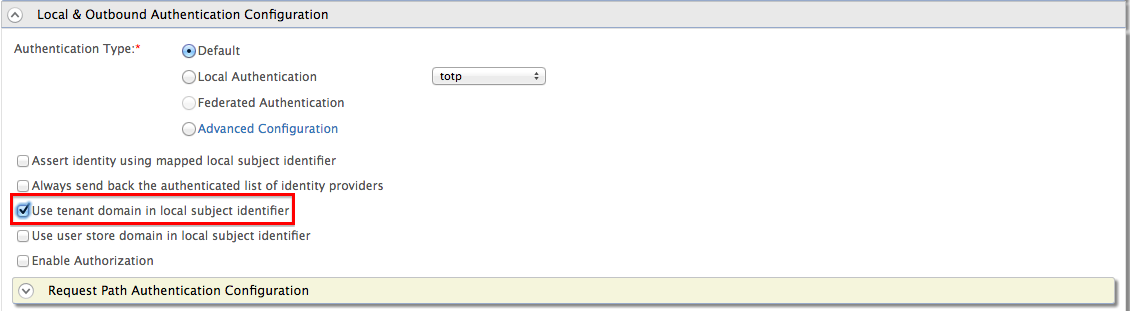 Local & Outbound Authentication Configuration
Authentication Type:* Default
Local Authentication totp
Federated Authentication
Advanced Configuration
Assert identity using mapped local subject identifier
Always send back the authenticated list of identity providers
Use tenant domain in local subject identifier
Use user store domain in local subject identifier
Enable Authorization
Request Path Authentication Configuration